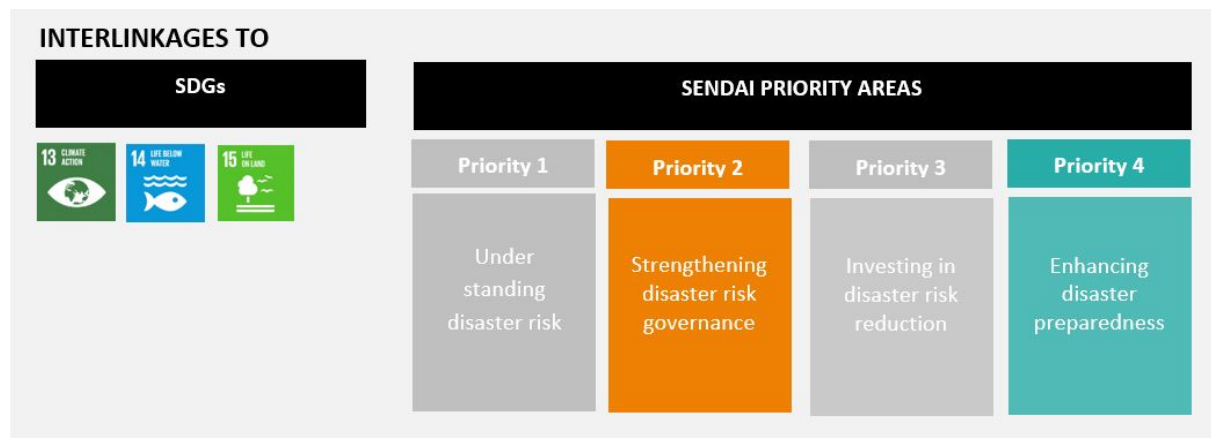 INTERLINKAGES TO
SDGs
SENDAI PRIORITY AREAS
13 CLIMATE
ACTION
14 LIFE BELOW
WATER
15 LIFE
ON LAND
Priority 1
Priority 2
Priority 3
Priority 4
Under
standing
disaster risk
Strengthening
disaster risk
governance
Investing in
disaster risk
reduction
Enhancing
disaster
preparedness